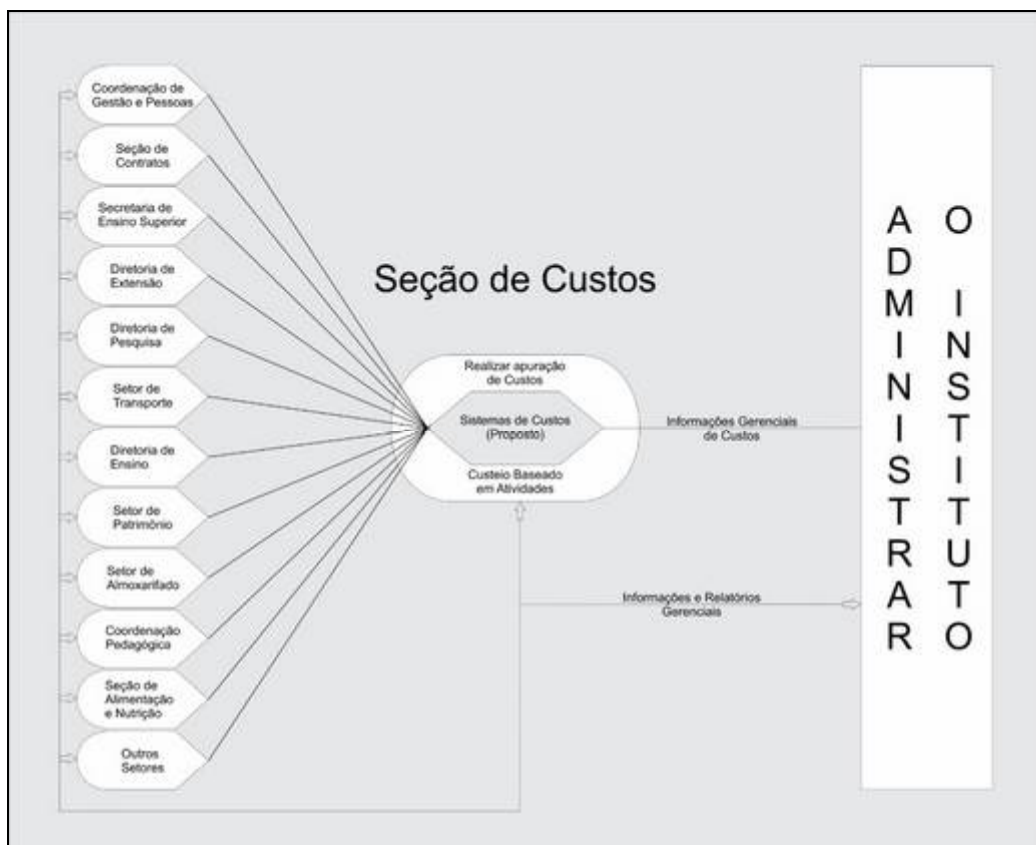 Coordenação de
Gestão e Pessoas
Seção de
Contratos
Secretaria de
Ensino Superior
Diretoria de
Extensão
Diretoria de
Pesquisa
Setor de
Transporte
Diretoria de
Ensino
Setor de
Patrimônio
Setor de
Almoxarifado
Coordenação
Pedagógica
Seção de
Alimentação
e Nutrição
Outros
Setores
Seção de Custos
Realizar apuração
de Custos
Sistemas de Custos
(Proposto)
Custeio Baseado
em Atividades
Informações Gerenciais
de Custos
Informações e Relatórios
Gerenciais
ADMINISTRAR
O INSTITUTO